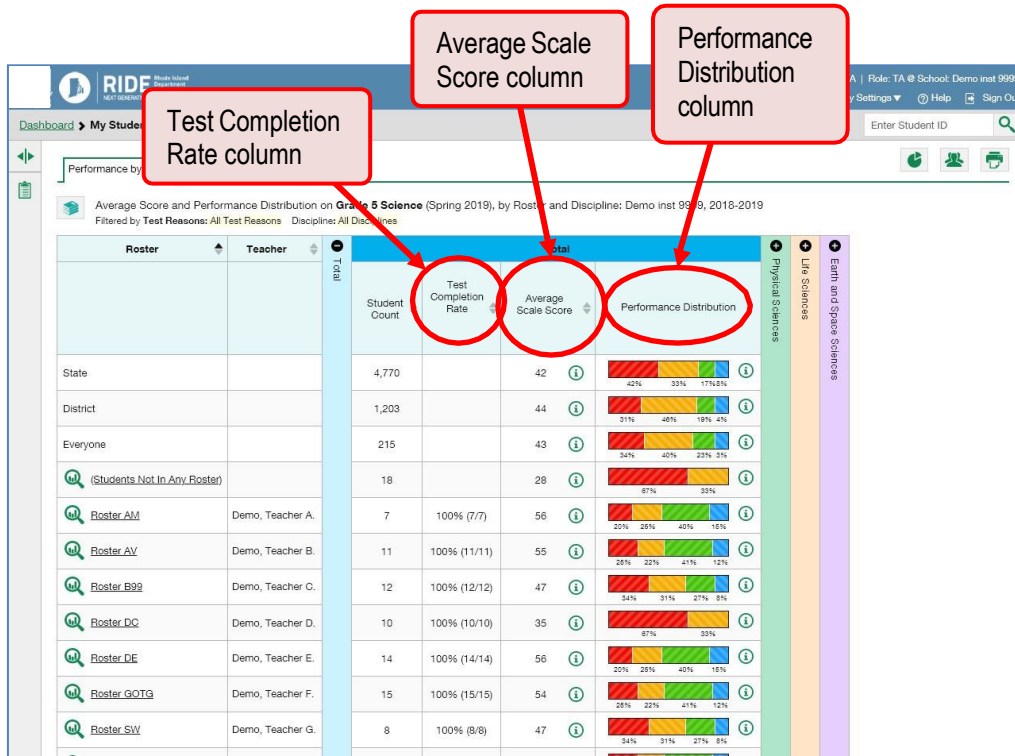 Average Scale
Score column
Performance
Distribution
column
Test Completion
Rate column
RIDE Rhode Island
Department
A | Role: TA @ School: Demo inst 999
Settings Help Sign Ou
Dashboard > My Stude
Enter Student ID
Performance by
Average Score and Performance Distribution on Grade 5 Science (Spring 2019), by Roster and Discipline: Demo inst 9999, 2018-2019
Filtered by Test Reasons: All Test Reasons Discipline: All Disciplines
Roster Teacher Total Total Physical Sciences Life Sciences Earth and Space Sciences
Student Count Test Completion Rate Average Scale Score Performance Distribution
State 4,770 42 42% 33% 17% 8%
District 1,203 44 31% 46% 19% 4%
Everyone 215 43 34% 40% 23% 3%
(Students Not In Any Roster) 18 28 67% 33%
Roster AM Demo, Teacher A. 7 100% (7/7) 56 20% 25% 40% 15%
Roster AV Demo, Teacher B. 11 100% (11/11) 55 25% 22% 41% 12%
Roster B99 Demo, Teacher C. 12 100% (12/12) 47 34% 31% 27% 8%
Roster DC Demo, Teacher D. 10 100% (10/10) 35 67% 33%
Roster DE Demo, Teacher E. 14 100% (14/14) 56 20% 25% 40% 15%
Roster GOTG Demo, Teacher F. 15 100% (15/15) 54 25% 22% 41% 12%
Roster SW Demo, Teacher G. 8 100% (8/8) 47 34% 31% 27% 8%